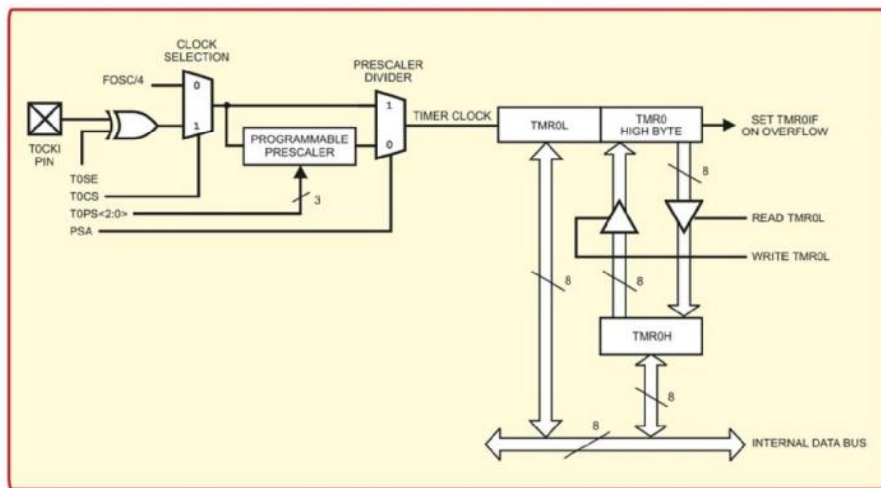 CLOCK
SELECTION
FOSC/4
0
1
T0CKI
PIN
T0SE
T0CS
T0PS<2:0>
PSA
PROGRAMMABLE
PRESCALER
3
PRESCALER
DIVIDER
1
0
TIMER CLOCK
TMR0L
TMR0
HIGH BYTE
SET TMR0IF
ON OVERFLOW
8
READ TMR0L
WRITE TMR0L
8
8
TMR0H
8
8
INTERNAL DATA BUS